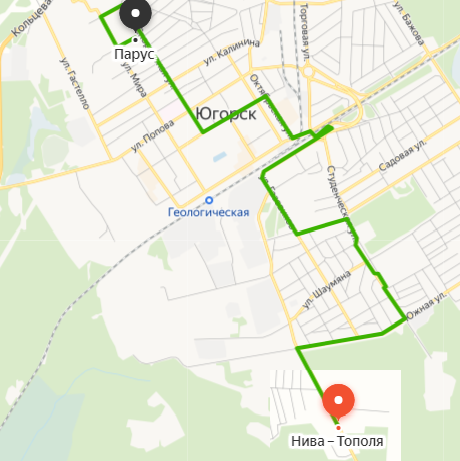 Кольцева
Парус
ул. Гастелло
ул. Мира
ул. Калинина
Торговая ул.
ул. Бажова
Югорск
ул. Попова
Геологическая
Садовая ул.
Студенческая ул.
ул. Шаумяна
Южная ул.
Нива – Тополя